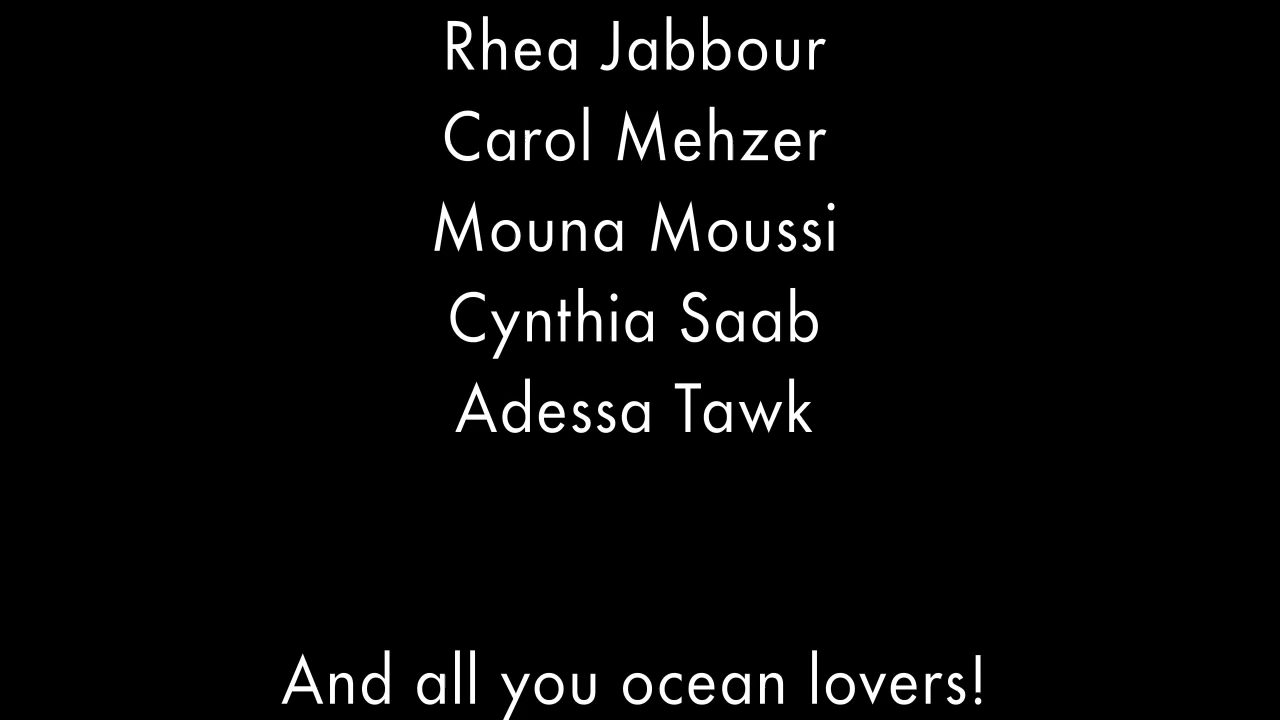 Rhea Jabbour
Carol Mehzer
Mouna Moussi
Cynthia Saab
Adessa Tawk
And all you ocean lovers!